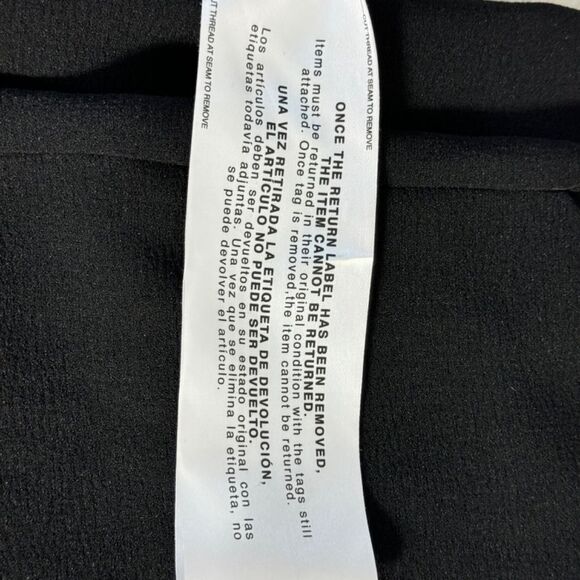 CUT THREAD AT SEAM TO REMOVE
ONCE THE RETURN LABEL HAS BEEN REMOVED,
THE ITEM CANNOT BE RETURNED.
Items must be returned in their original condition with the tags still
attached. Once tag is removed,the item cannot be returned.
UNA VEZ RETIRADA LA ETIQUETA DE DEVOLUCIÓN,
EL ARTICULO NO PUEDE SER DEVUELTO.
Los artículos deben ser devueltos en su estado original con las
etiquetas todavía adjuntas. Una vez que se elimina la etiqueta, no
se puede devolver el artículo.
CUT THREAD AT SEAM TO REMOVE